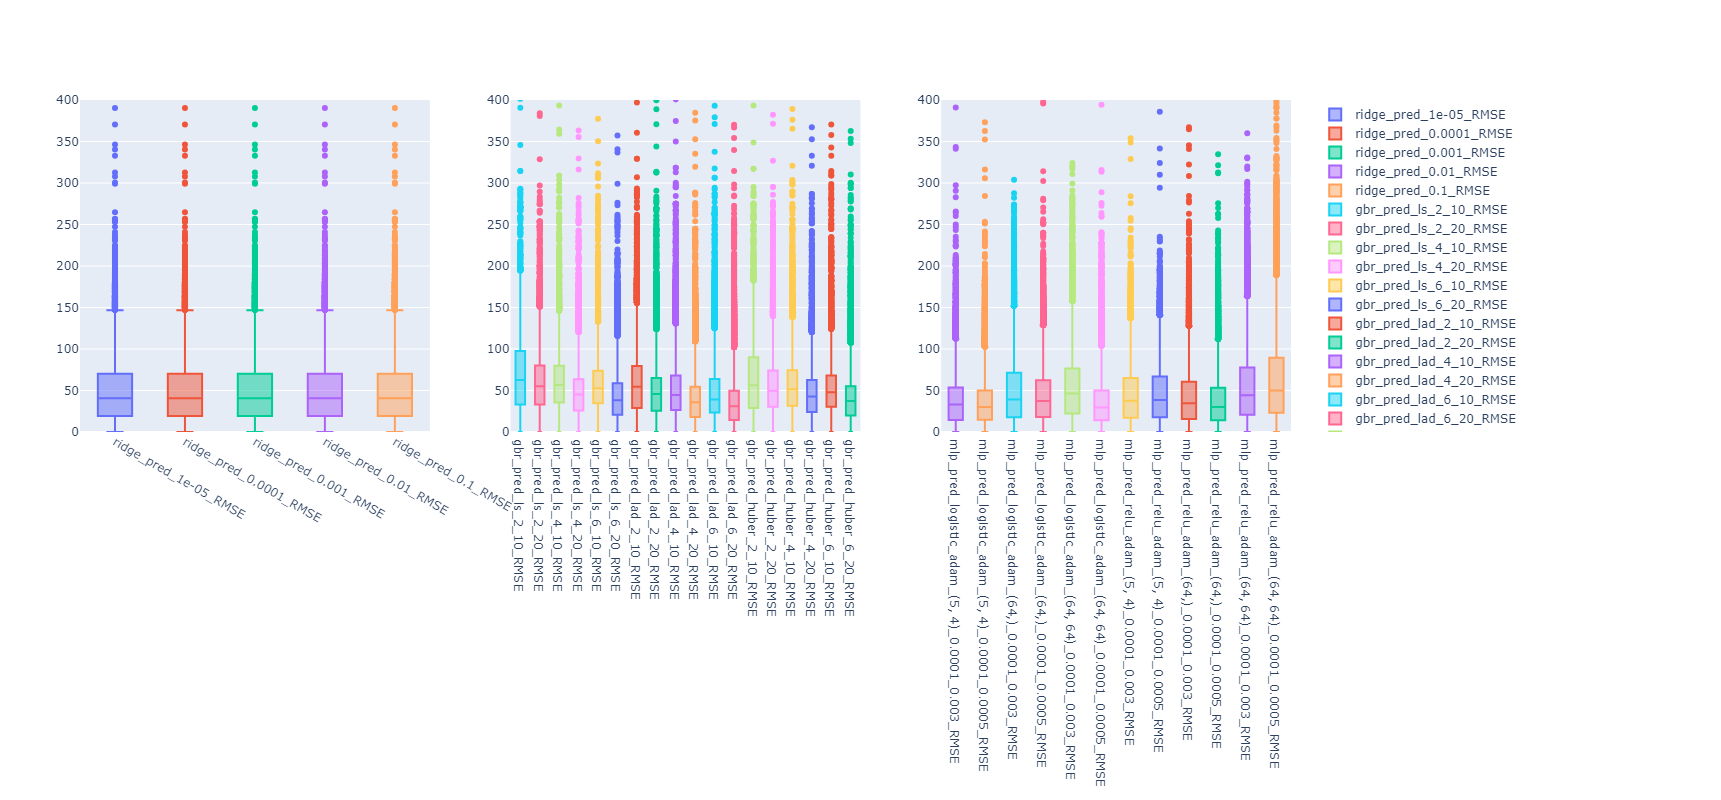 400
350
300
250
200
150
100
50
0
ridge_pred_1e-05_RMSE
ridge_pred_0.0001_RMSE
ridge_pred_0.001_RMSE
ridge_pred_0.01_RMSE
ridge_pred_0.1_RMSE
400
350
300
250
200
150
100
50
0
gbr_pred_ls_2_10_RMSE
gbr_pred_ls_2_20_RMSE
gbr_pred_ls_4_10_RMSE
gbr_pred_ls_4_20_RMSE
gbr_pred_ls_6_10_RMSE
gbr_pred_ls_6_20_RMSE
gbr_pred_lad_2_10_RMSE
gbr_pred_lad_2_20_RMSE
gbr_pred_lad_4_10_RMSE
gbr_pred_lad_4_20_RMSE
gbr_pred_lad_6_10_RMSE
gbr_pred_lad_6_20_RMSE
gbr_pred_huber_2_10_RMSE
gbr_pred_huber_2_20_RMSE
gbr_pred_huber_4_10_RMSE
gbr_pred_huber_4_20_RMSE
gbr_pred_huber_6_10_RMSE
gbr_pred_huber_6_20_RMSE
400
350
300
250
200
150
100
50
0
mlp_pred_logistic_adam_(5, 4)_0.0001_0.003_RMSE
mlp_pred_logistic_adam_(5, 4)_0.0001_0.0005_RMSE
mlp_pred_logistic_adam_(64,)_0.0001_0.003_RMSE
mlp_pred_logistic_adam_(64,)_0.0001_0.0005_RMSE
mlp_pred_logistic_adam_(64, 64)_0.0001_0.003_RMSE
mlp_pred_logistic_adam_(64, 64)_0.0001_0.0005_RMSE
mlp_pred_relu_adam_(5, 4)_0.0001_0.003_RMSE
mlp_pred_relu_adam_(5, 4)_0.0001_0.0005_RMSE
mlp_pred_relu_adam_(64,)_0.0001_0.003_RMSE
mlp_pred_relu_adam_(64,)_0.0001_0.0005_RMSE
mlp_pred_relu_adam_(64, 64)_0.0001_0.003_RMSE
mlp_pred_relu_adam_(64, 64)_0.0001_0.0005_RMSE
ridge_pred_1e-05_RMSE
ridge_pred_0.0001_RMSE
ridge_pred_0.001_RMSE
ridge_pred_0.01_RMSE
ridge_pred_0.1_RMSE
gbr_pred_ls_2_10_RMSE
gbr_pred_ls_2_20_RMSE
gbr_pred_ls_4_10_RMSE
gbr_pred_ls_4_20_RMSE
gbr_pred_ls_6_10_RMSE
gbr_pred_ls_6_20_RMSE
gbr_pred_lad_2_10_RMSE
gbr_pred_lad_2_20_RMSE
gbr_pred_lad_4_10_RMSE
gbr_pred_lad_4_20_RMSE
gbr_pred_lad_6_10_RMSE
gbr_pred_lad_6_20_RMSE